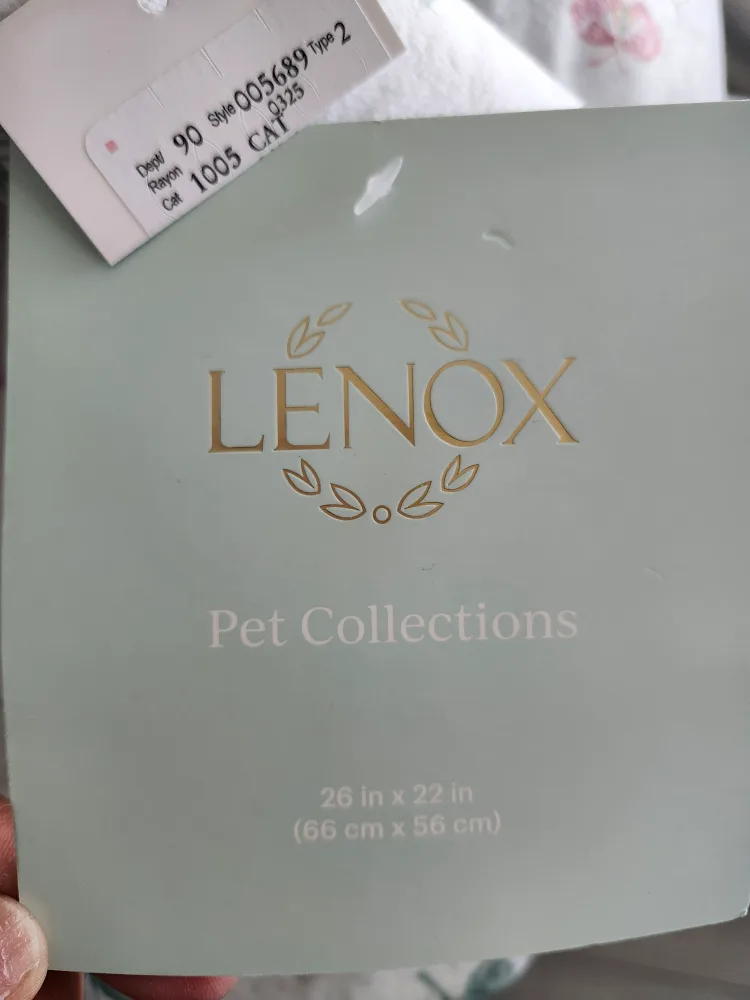 Dept/ 90 Style 005689 Type 2
Rayon 0325
Cat 1005 CAT
LENOX
Pet Collections
26 in x 22 in
(66 cm x 56 cm)